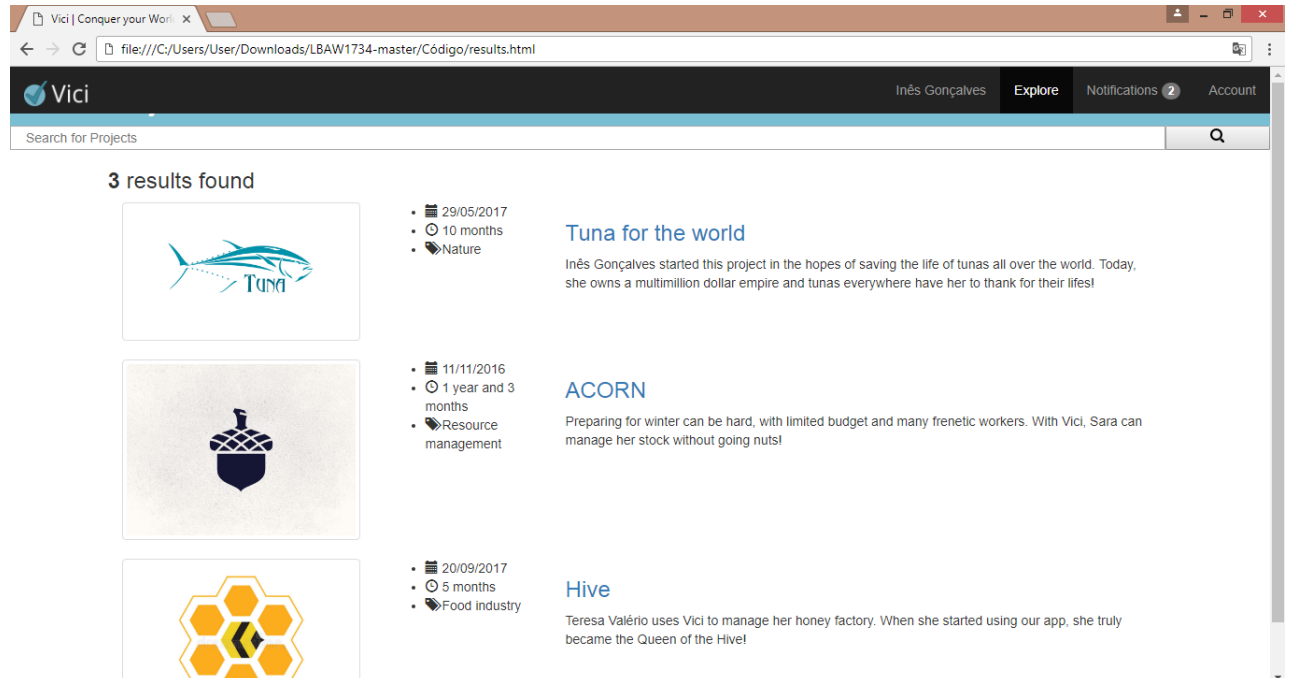 Vici | Conquer your Work
file:///C:/Users/User/Downloads/LBAW1734-master/Código/results.html
Vici
Inês Gonçalves Explore Notifications 2 Account
Search for Projects
3 results found
TUNA
29/05/2017
10 months
Nature
Tuna for the world
Inês Gonçalves started this project in the hopes of saving the life of tunas all over the world. Today,
she owns a multimillion dollar empire and tunas everywhere have her to thank for their lifes!
11/11/2016
1 year and 3
months
Resource
management
ACORN
Preparing for winter can be hard, with limited budget and many frenetic workers. With Vici, Sara can
manage her stock without going nuts!
20/09/2017
5 months
Food industry
Hive
Teresa Valério uses Vici to manage her honey factory. When she started using our app, she truly
became the Queen of the Hive!